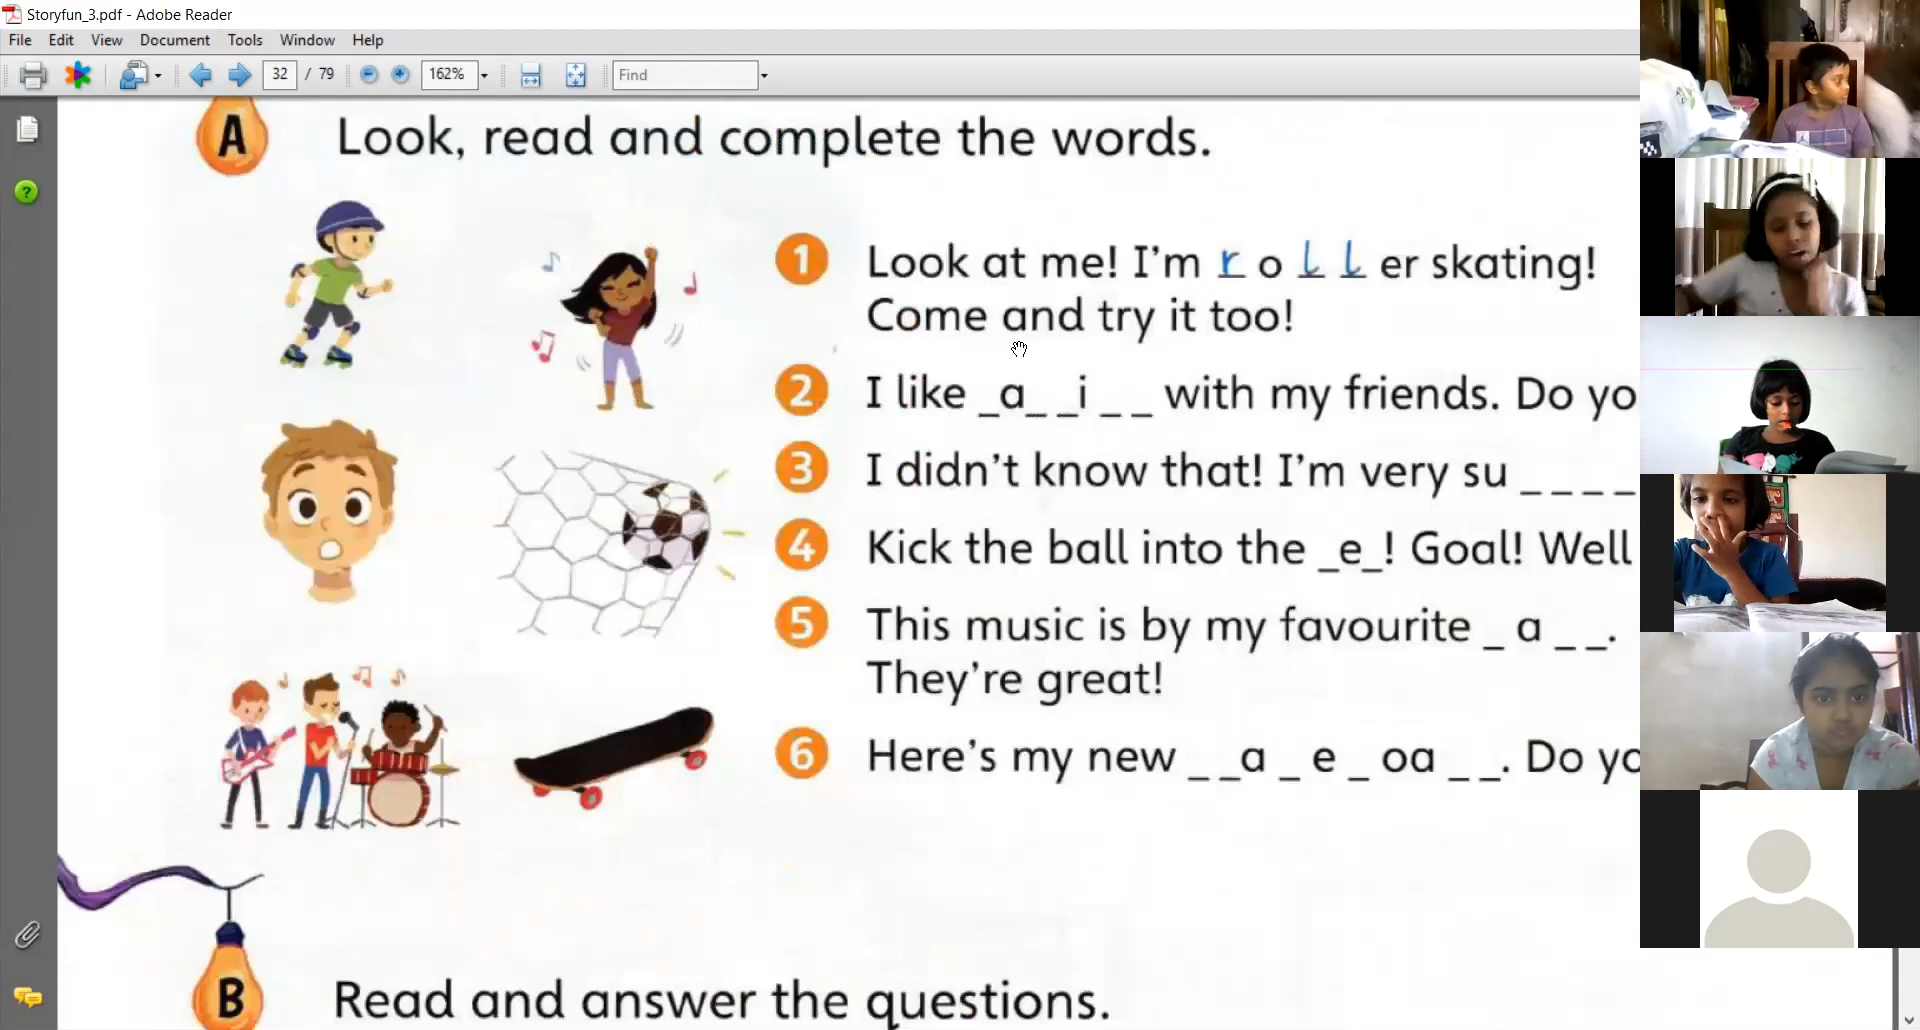 Storyfun_3.pdf - Adobe Reader
File Edit View Document Tools Window Help
32 / 79 162% Find
A Look, read and complete the words.
1 Look at me! I'm r o l l er skating!
Come and try it too!
2 I like _a_ _i _ _ with my friends. Do yo
3 I didn't know that! I'm very su _ _ _ _
4 Kick the ball into the _e_! Goal! Well
5 This music is by my favourite _ a _ _.
They're great!
6 Here's my new _ _a _ e _ oa _ _. Do yo
B Read and answer the questions.